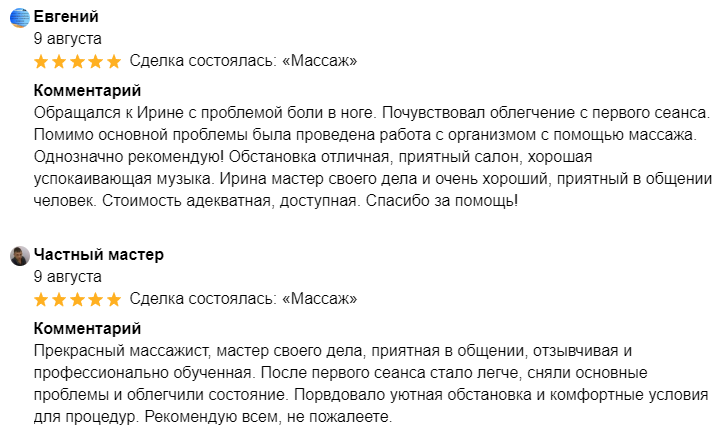 Евгений
9 августа
Сделка состоялась: «Массаж»
Комментарий
Обращался к Ирине с проблемой боли в ноге. Почувствовал облегчение с первого сеанса.
Помимо основной проблемы была проведена работа с организмом с помощью массажа.
Однозначно рекомендую! Обстановка отличная, приятный салон, хорошая
успокаивающая музыка. Ирина мастер своего дела и очень хороший, приятный в общении
человек. Стоимость адекватная, доступная. Спасибо за помощь!
Частный мастер
9 августа
Сделка состоялась: «Массаж»
Комментарий
Прекрасный массажист, мастер своего дела, приятная в общении, отзывчивая и
профессионально обученная. После первого сеанса стало легче, сняли основные
проблемы и облегчили состояние. Порвдовало уютная обстановка и комфортные условия
для процедур. Рекомендую всем, не пожалеете.